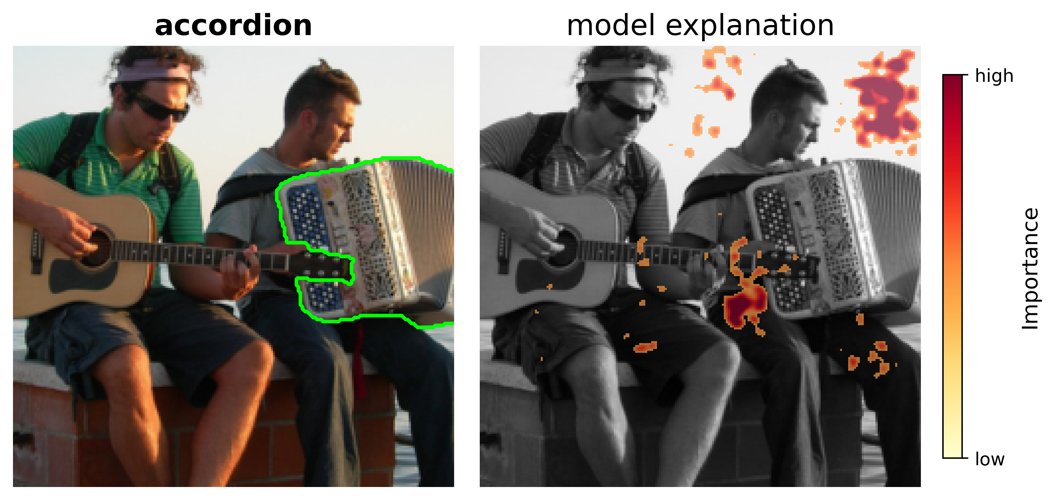 accordion
model explanation
high
Importance
low